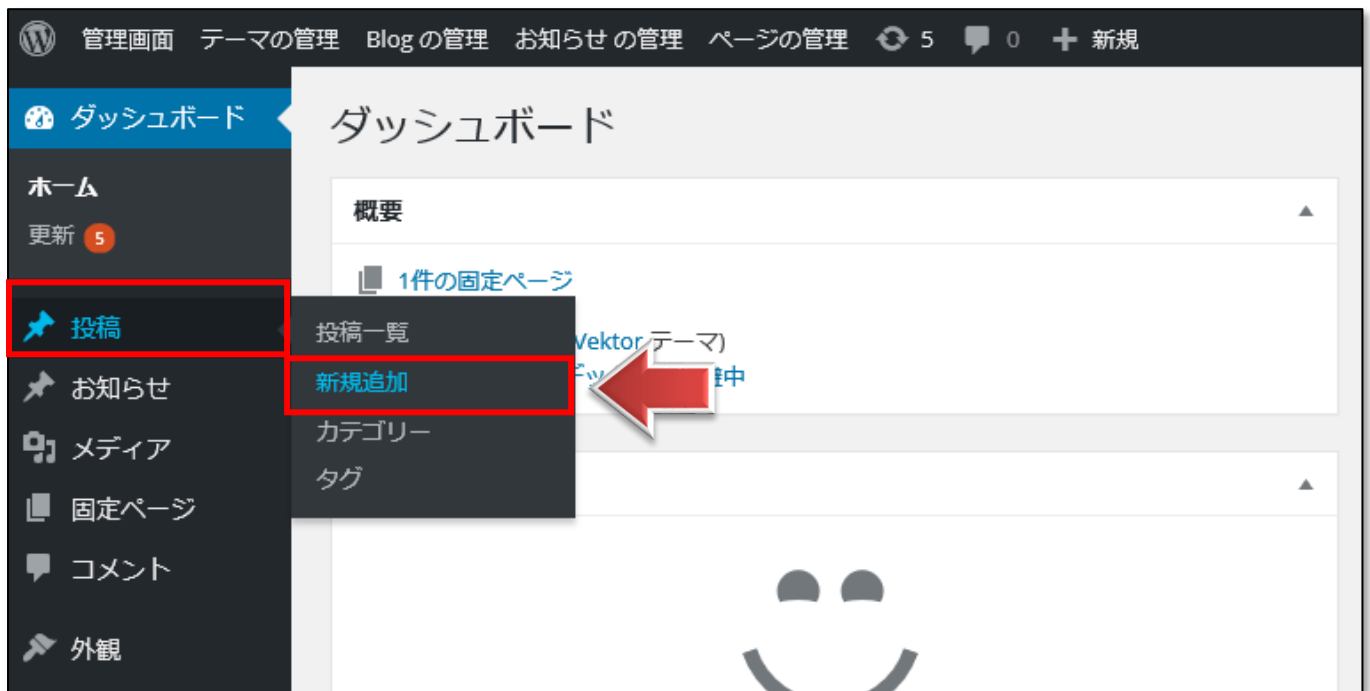 管理画面 テーマの管理 Blog の管理 お知らせ の管理 ページの管理 5 0 新規
ダッシュボード
ホーム
更新 5
投稿
お知らせ
メディア
固定ページ
コメント
外観
投稿一覧
新規追加
カテゴリー
タグ
ダッシュボード
概要
1件の固定ページ
Vektor テーマ)
中